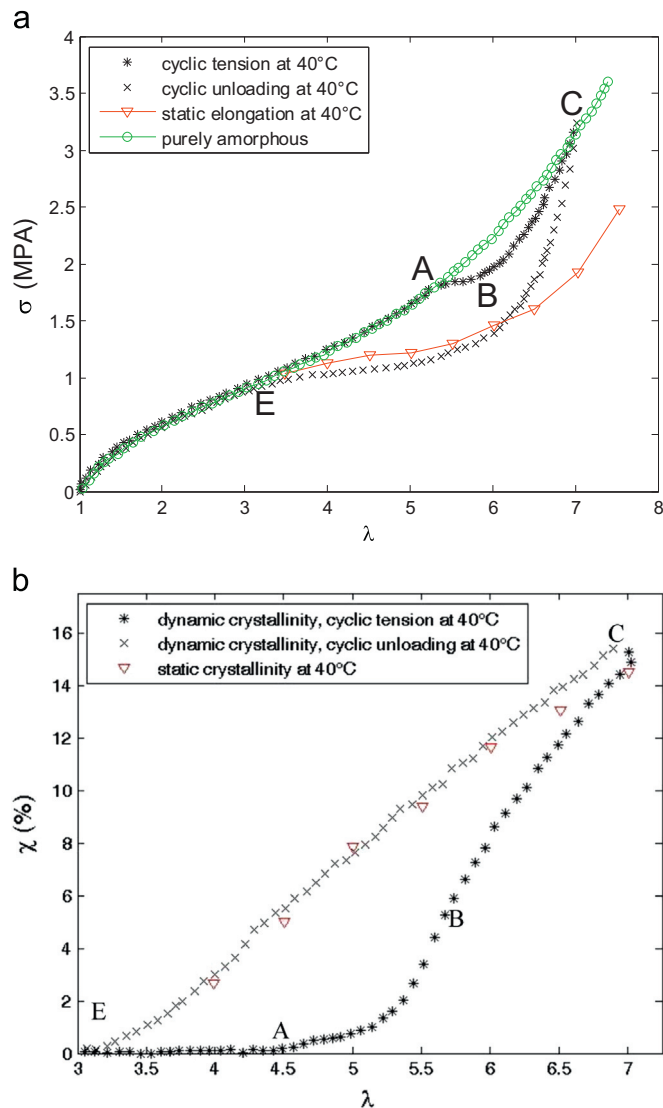 a
4
3.5
3
2.5
2
1.5
1
0.5
0
σ (MPA)
cyclic tension at 40°C
cyclic unloading at 40°C
static elongation at 40°C
purely amorphous
A
B
C
E
1 2 3 4 5 6 7 8
λ
b
16
14
12
10
8
6
4
2
0
χ (%)
dynamic crystallinity, cyclic tension at 40°C
dynamic crystallinity, cyclic unloading at 40°C
static crystallinity at 40°C
C
B
E
A
3 3.5 4 4.5 5 5.5 6 6.5 7
λ